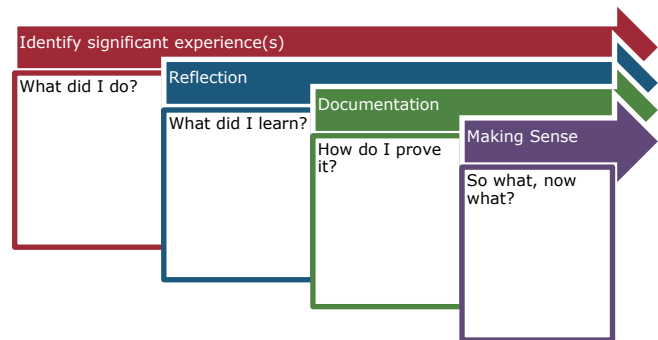 Identify significant experience(s)
What did I do?
Reflection
What did I learn?
Documentation
How do I prove
it?
Making Sense
So what, now
what?